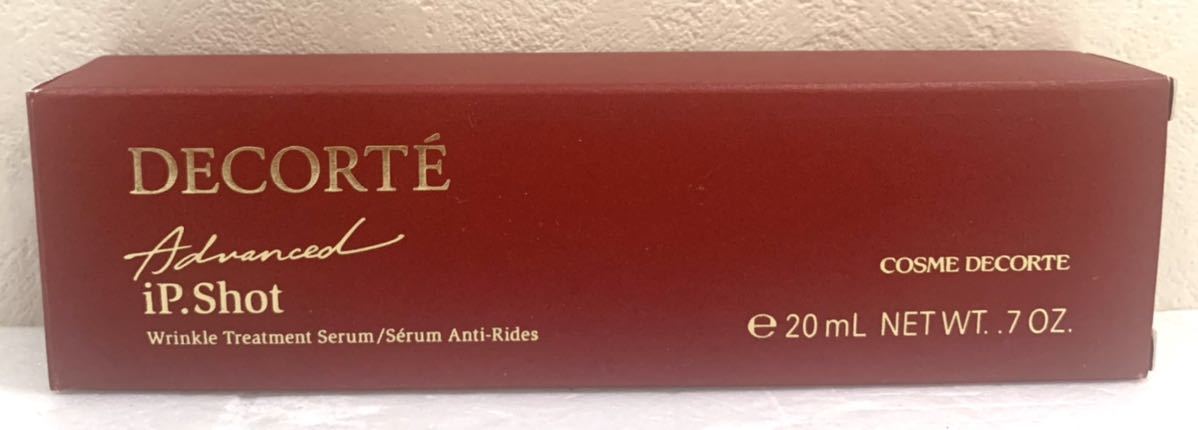 DECORTÉ
Advanced
iP.Shot
Wrinkle Treatment Serum/Sérum Anti-Rides
COSME DECORTE
℮ 20 mL NET WT. .7 OZ.